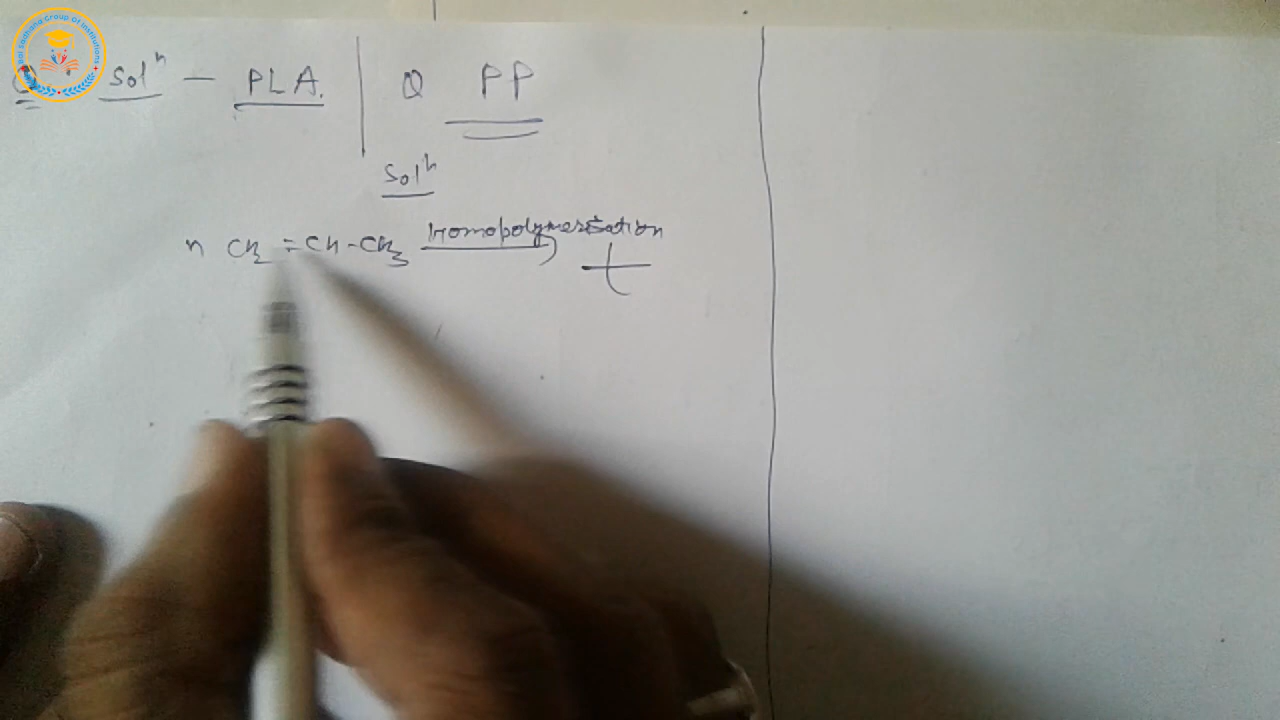 Q Solⁿ - PLA. | Q PP
Solⁿ
n CH₂ = CH - CH₃ Homopolymerisation